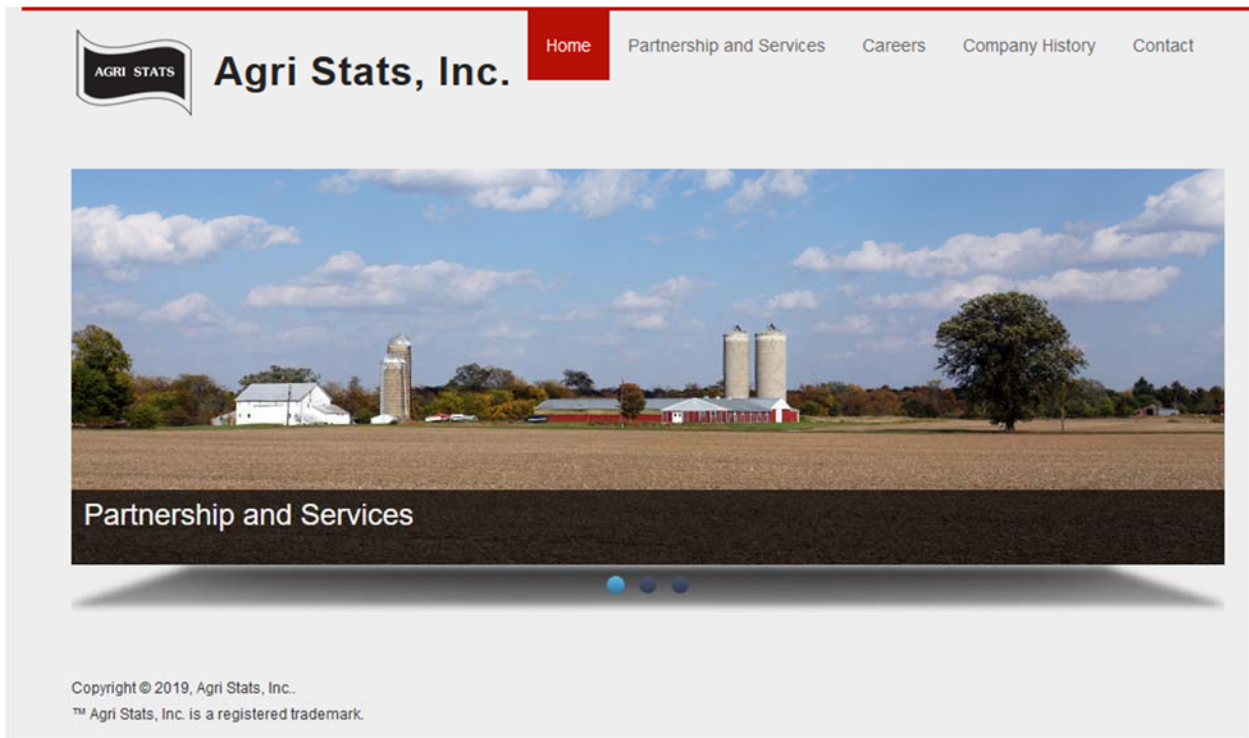 AGRI STATS
Agri Stats, Inc.
Home
Partnership and Services
Careers
Company History
Contact
Partnership and Services
Copyright © 2019, Agri Stats, Inc..
™ Agri Stats, Inc. is a registered trademark.